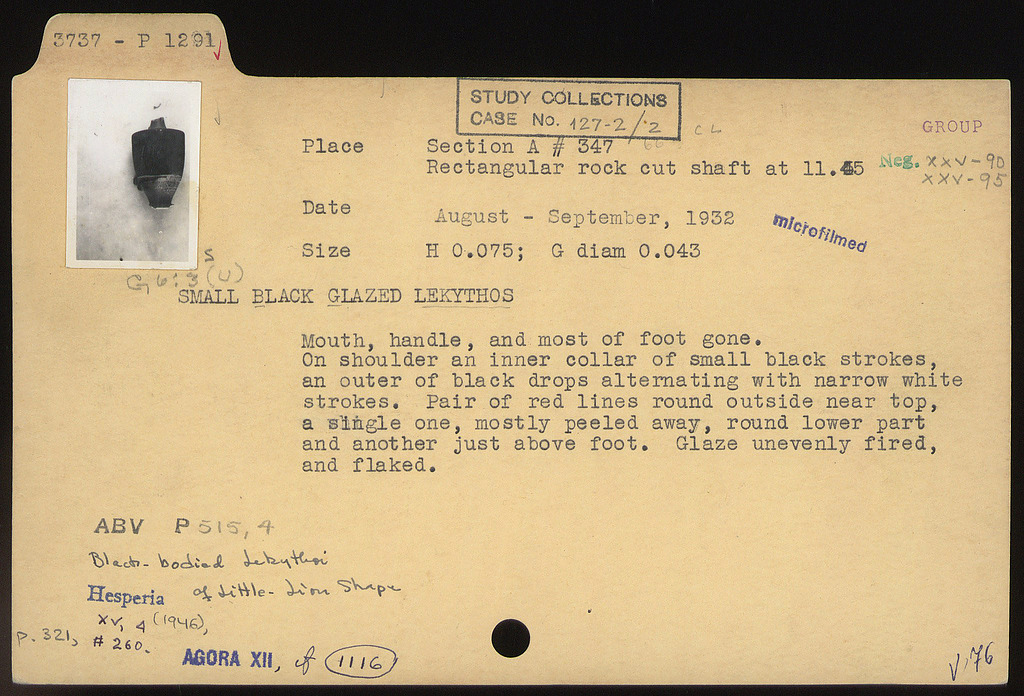 3737 - P 1291
STUDY COLLECTIONS
CASE No. 127-2/2
CL
GROUP
Place Section A # 347
Rectangular rock cut shaft at 11.45
Neg. XXV-90
XXV-95
Date August - September, 1932
microfilmed
Size H 0.075; G diam 0.043
G 6:3 (U)
SMALL BLACK GLAZED LEKYTHOS
Mouth, handle, and most of foot gone.
On shoulder an inner collar of small black strokes,
an outer of black drops alternating with narrow white
strokes. Pair of red lines round outside near top,
a single one, mostly peeled away, round lower part
and another just above foot. Glaze unevenly fired,
and flaked.
ABV P 515, 4
Black-bodied Lekythoi
Hesperia of Little-Lion Shape
XV, 4 (1946),
p. 321, # 260.
AGORA XII, cf 1116
V'76